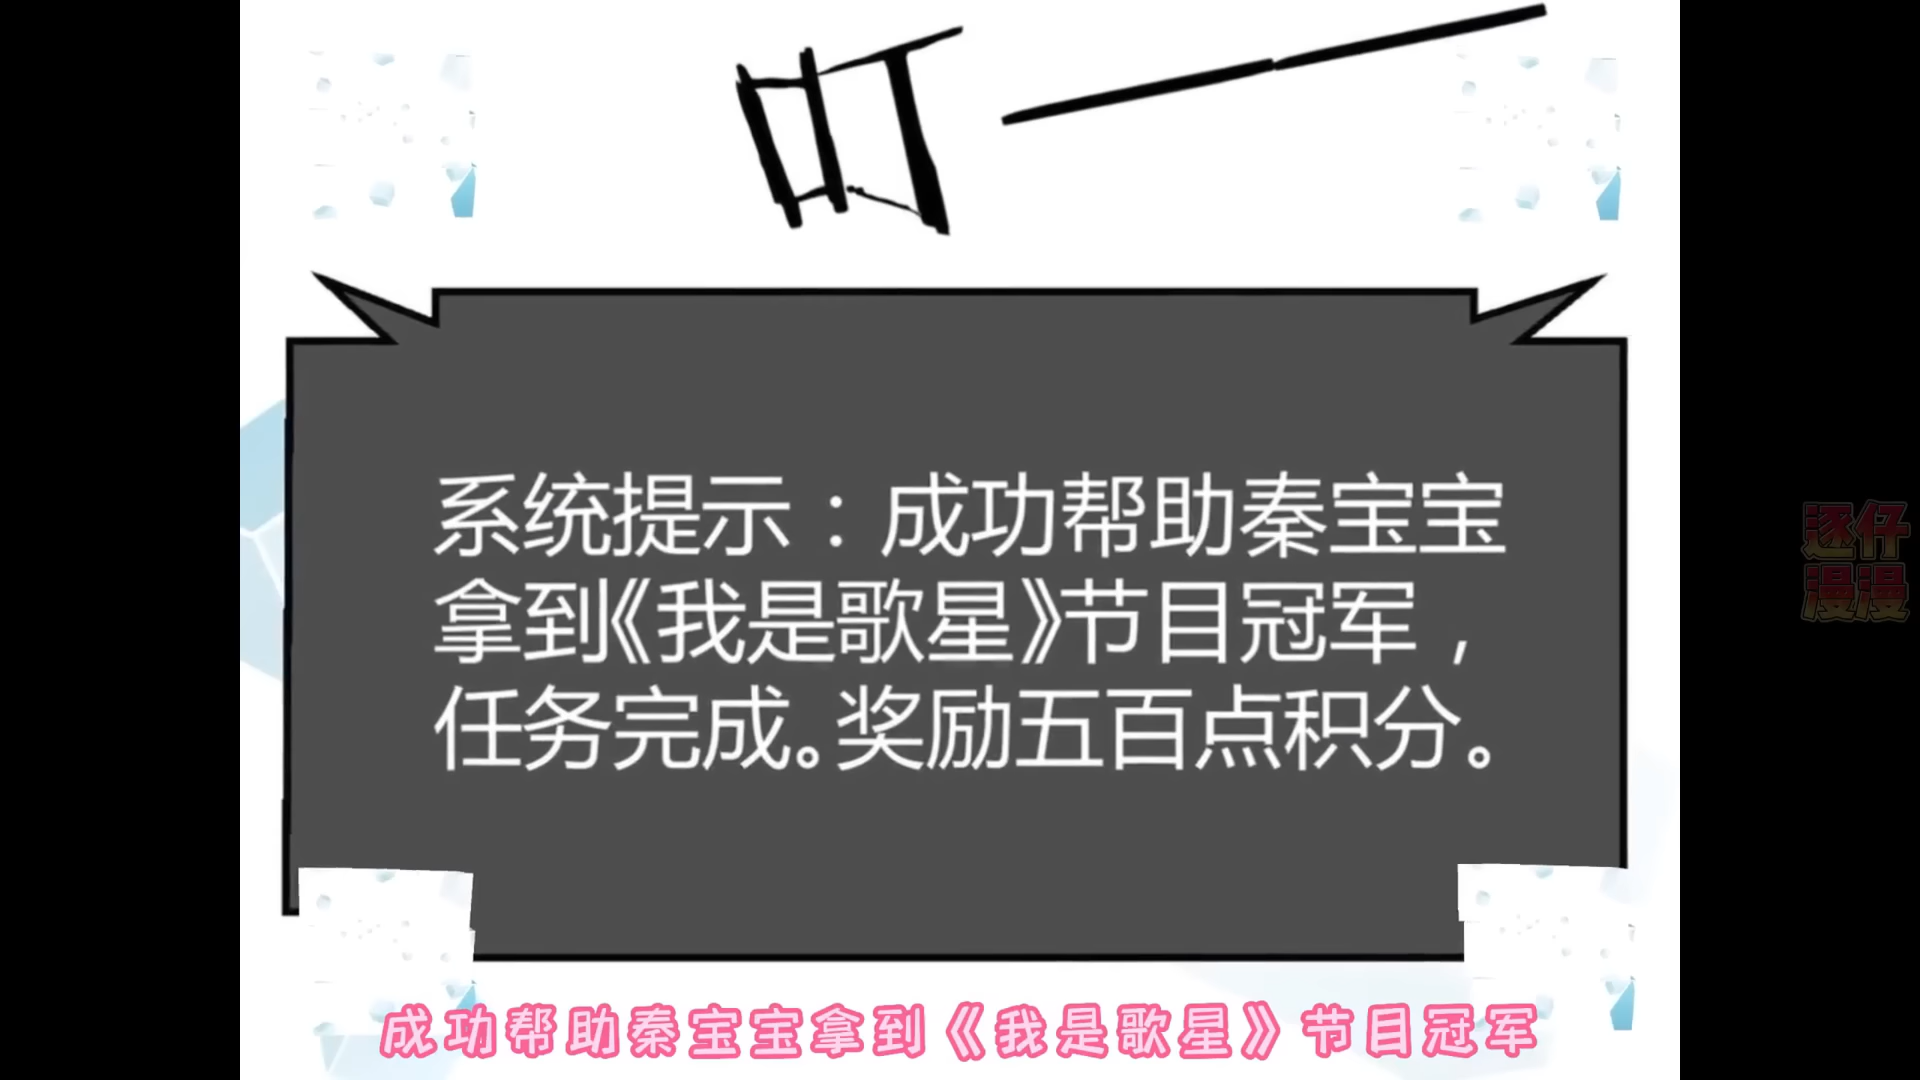 叮一
系统提示：成功帮助秦宝宝
拿到《我是歌星》节目冠军，
任务完成。奖励五百点积分。
逐仔
漫漫
成功帮助秦宝宝拿到《我是歌星》节目冠军